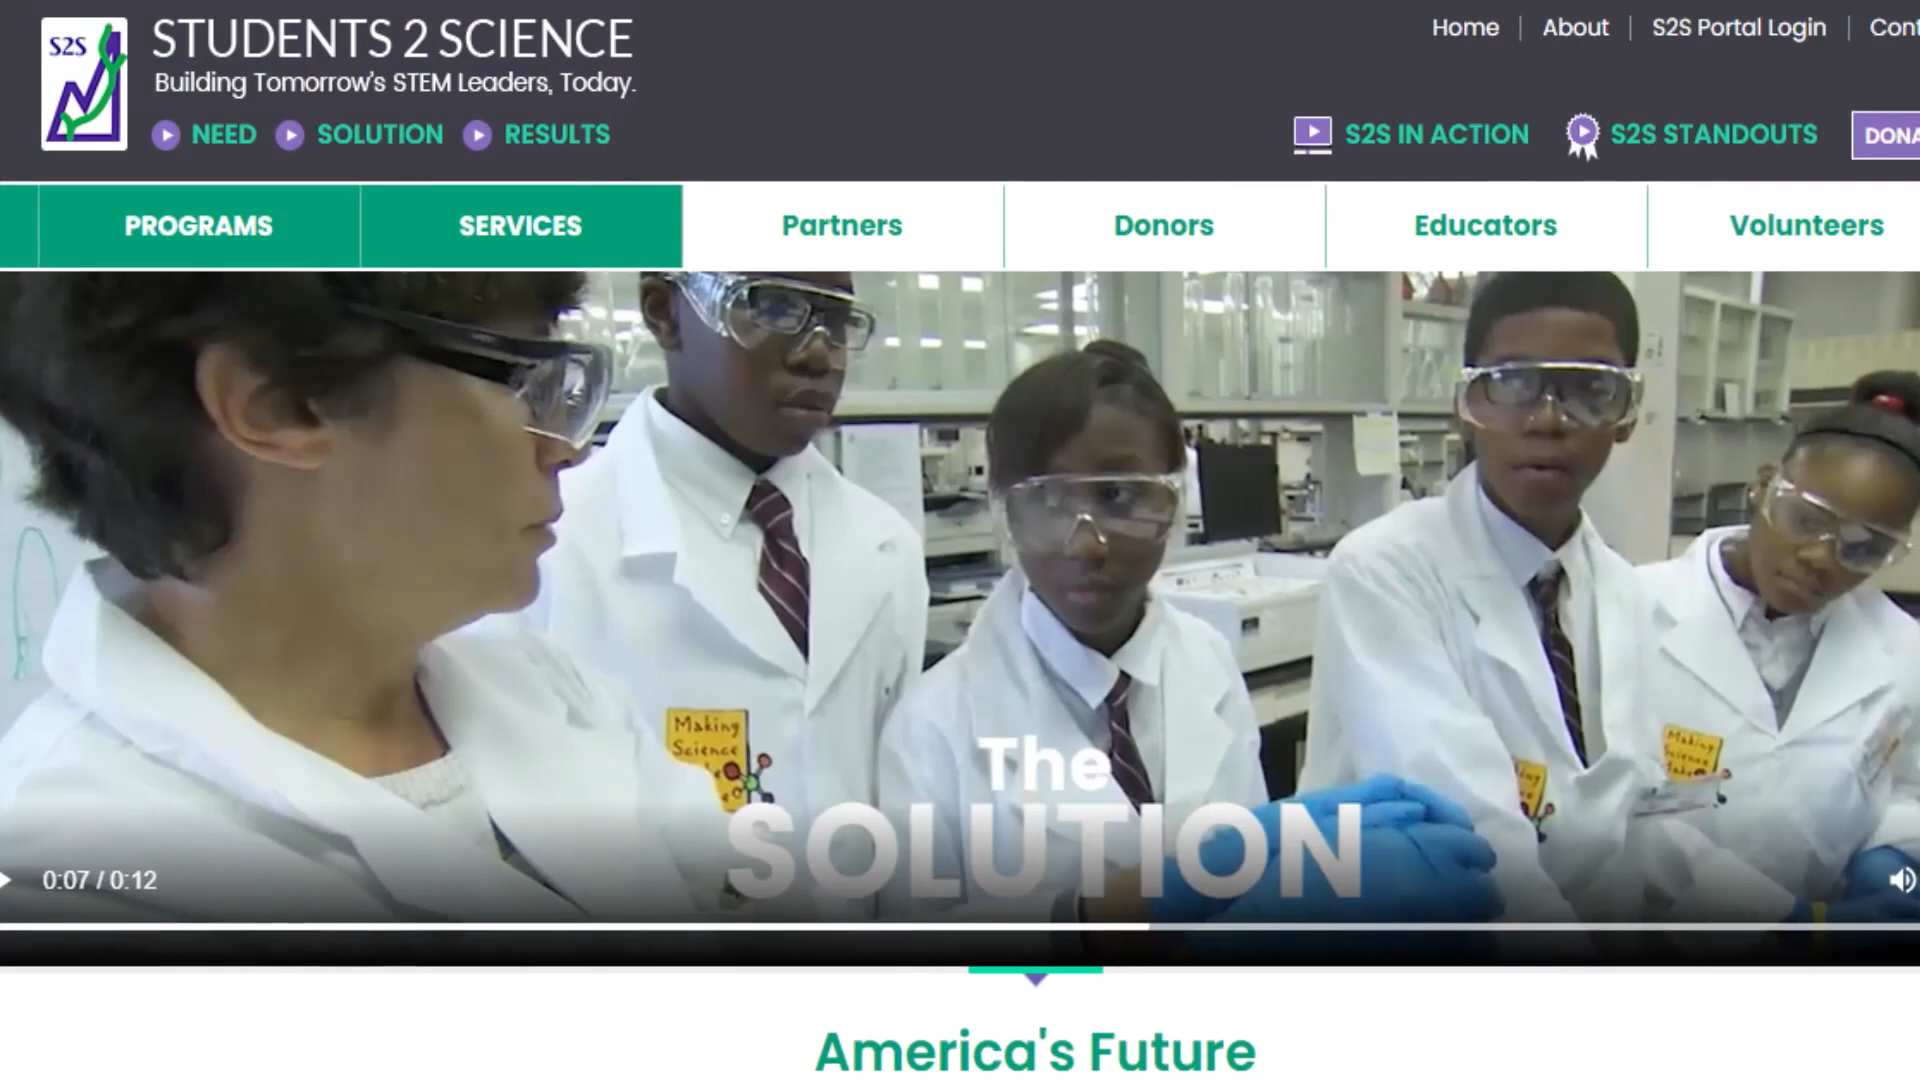 S2S
STUDENTS 2 SCIENCE
Building Tomorrow's STEM Leaders, Today.
NEED SOLUTION RESULTS
Home About S2S Portal Login
S2S IN ACTION S2S STANDOUTS
PROGRAMS SERVICES Partners Donors Educators Volunteers
Making
Science
Making
Science
The
SOLUTION
0:07 / 0:12
America's Future